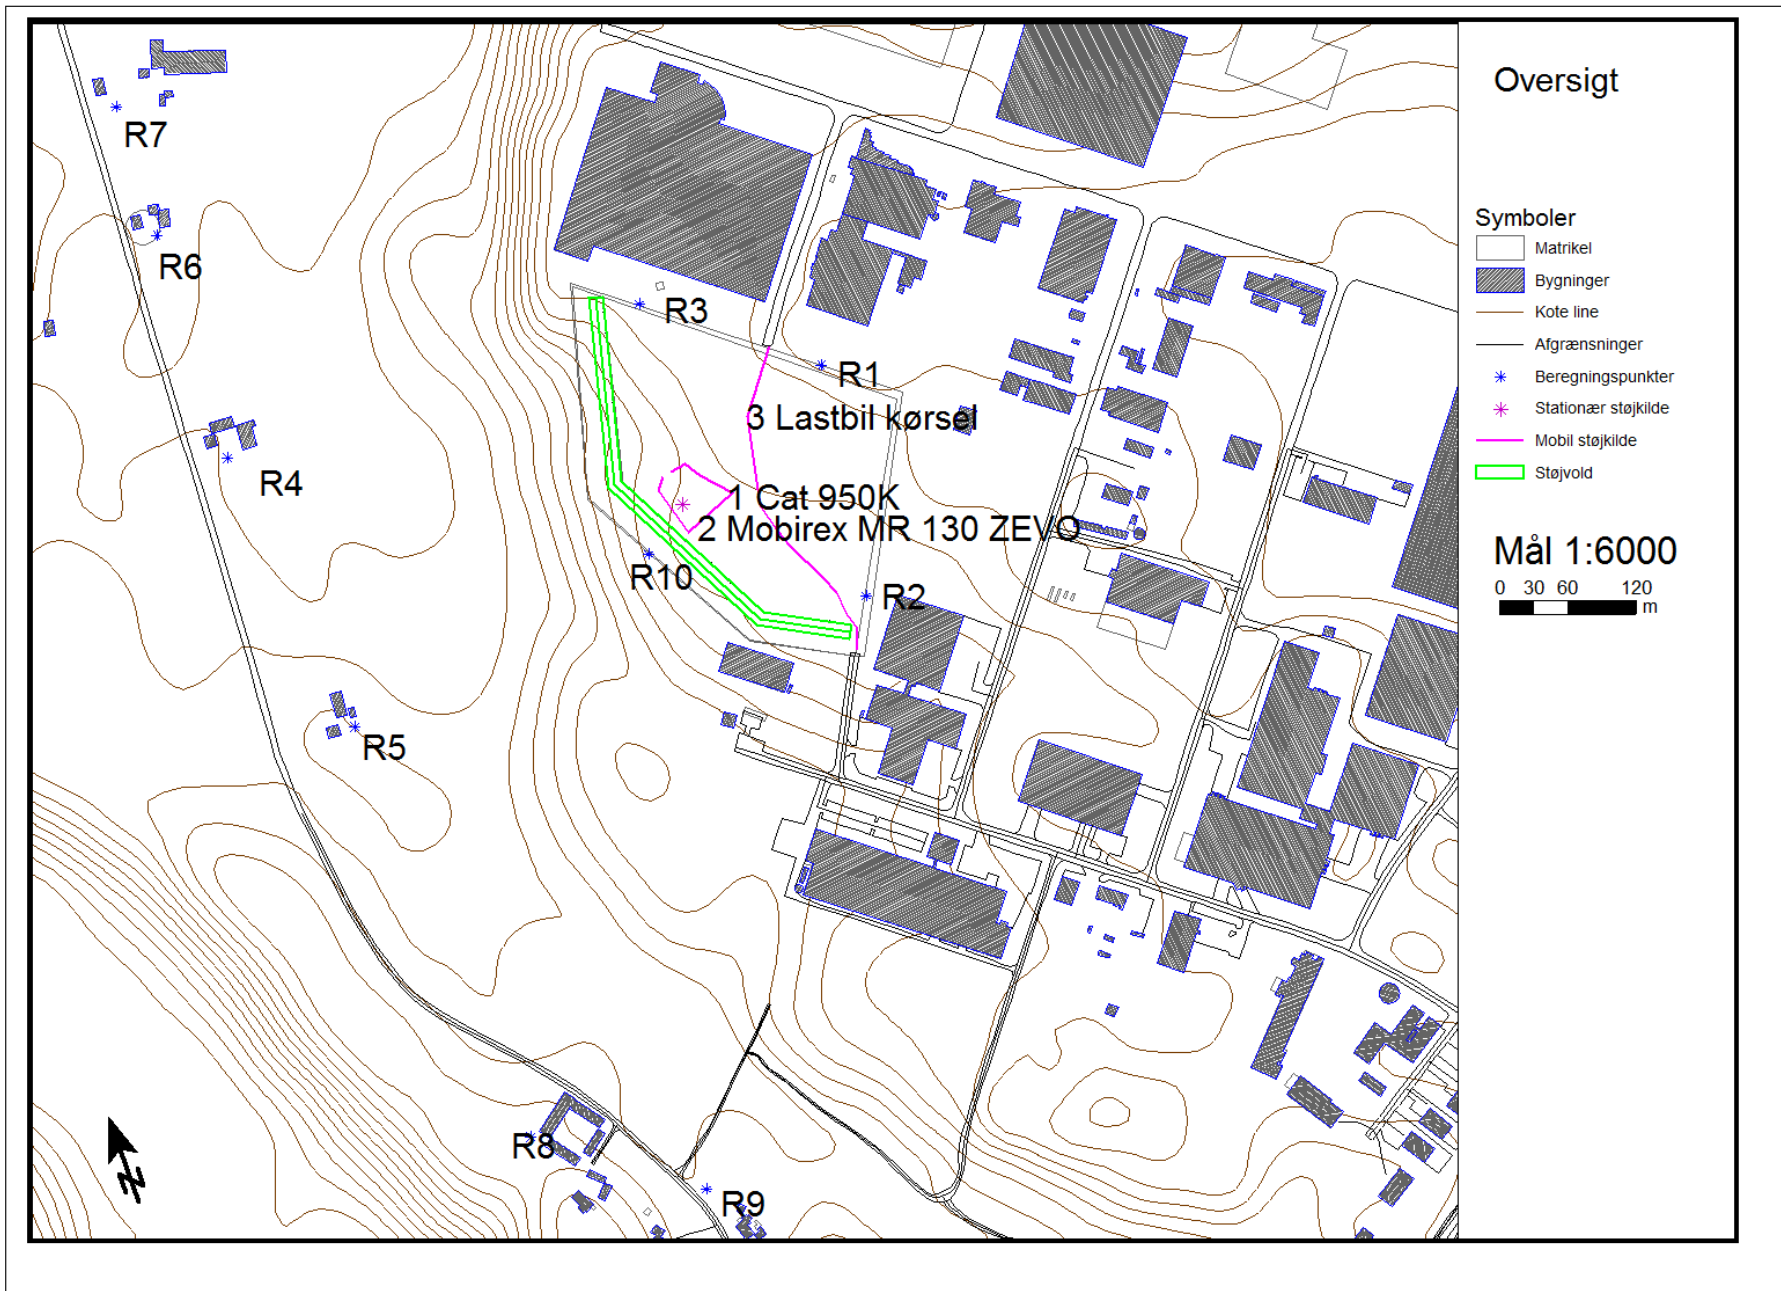 Oversigt
Symboler
Matrikel
Bygninger
Kote line
Afgrænsninger
Beregningspunkter
Stationær støjkilde
Mobil støjkilde
Støjvold
Mål 1:6000
0 30 60 120
m
R7
R6
R3
R1
3 Lastbil kørsel
R4
1 Cat 950K
2 Mobirex MR 130 ZEVO
R10
R2
R5
R8
R9
N